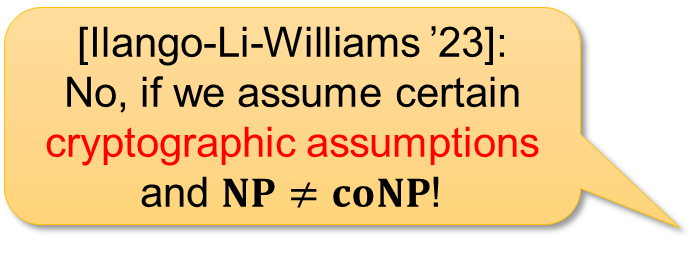 [Ilango-Li-Williams ’23]:
No, if we assume certain
cryptographic assumptions
and NP ≠ coNP!